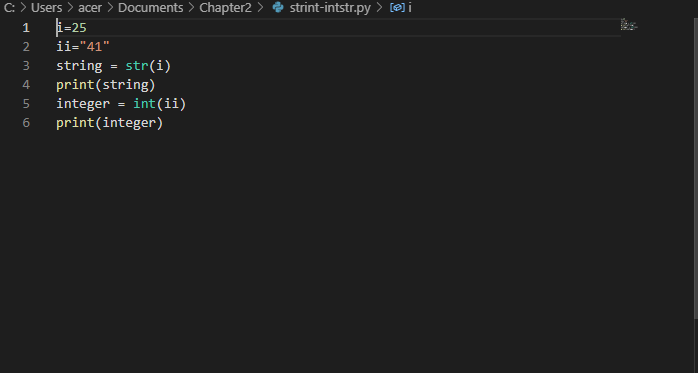 C: > Users > acer > Documents > Chapter2 > strint-intstr.py > i
1 i=25
2 ii="41"
3 string = str(i)
4 print(string)
5 integer = int(ii)
6 print(integer)